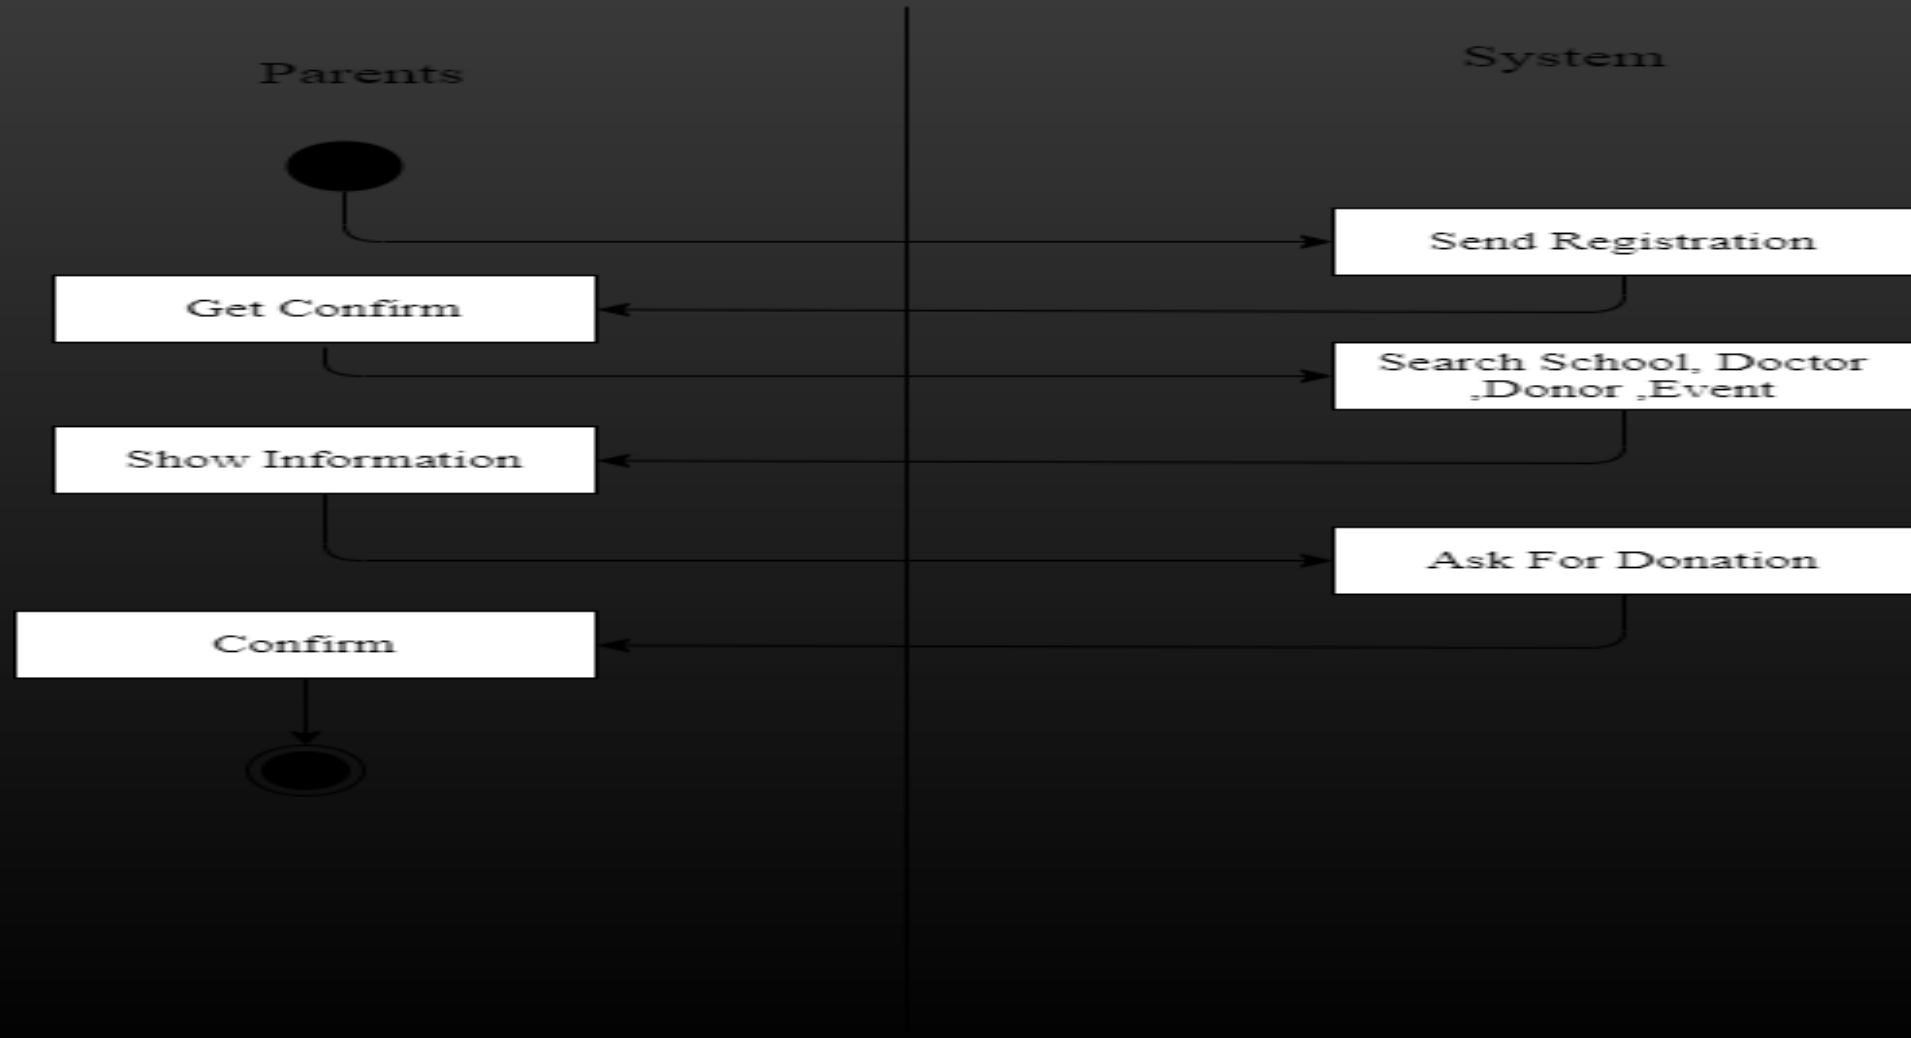 Parents
System
Send Registration
Get Confirm
Search School, Doctor
,Donor ,Event
Show Information
Ask For Donation
Confirm